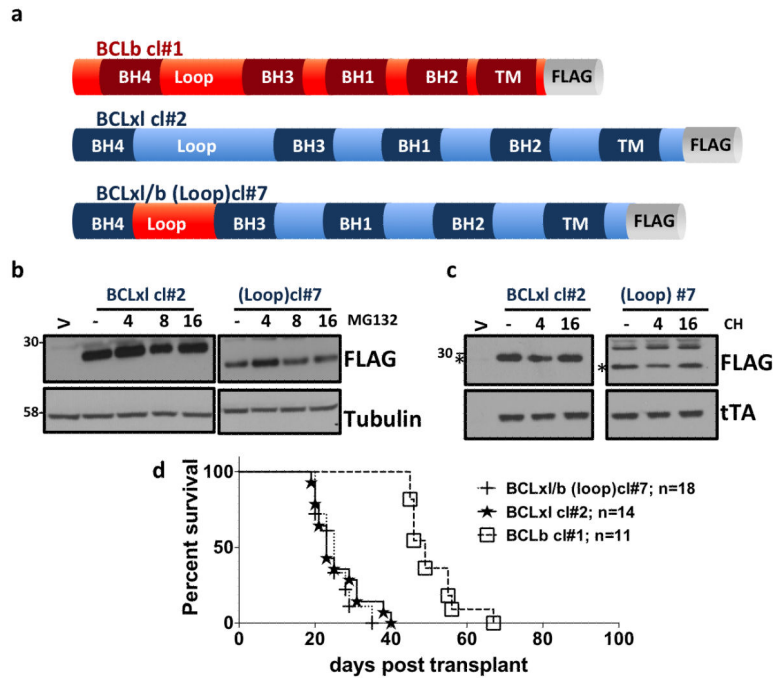 a
BCLb cl#1
BH4 Loop BH3 BH1 BH2 TM FLAG
BCLxl cl#2
BH4 Loop BH3 BH1 BH2 TM FLAG
BCLxl/b (Loop)cl#7
BH4 Loop BH3 BH1 BH2 TM FLAG
b
BCLxl cl#2 (Loop)cl#7
V - 4 8 16 - 4 8 16 MG132
30
FLAG
58
Tubulin
c
BCLxl cl#2 (Loop) #7
V - 4 16 - 4 16 CH
30
* * FLAG
tTA
d
Percent survival
100
50
0
0 20 40 60 80 100
days post transplant
BCLxl/b (loop)cl#7; n=18
BCLxl cl#2; n=14
BCLb cl#1; n=11